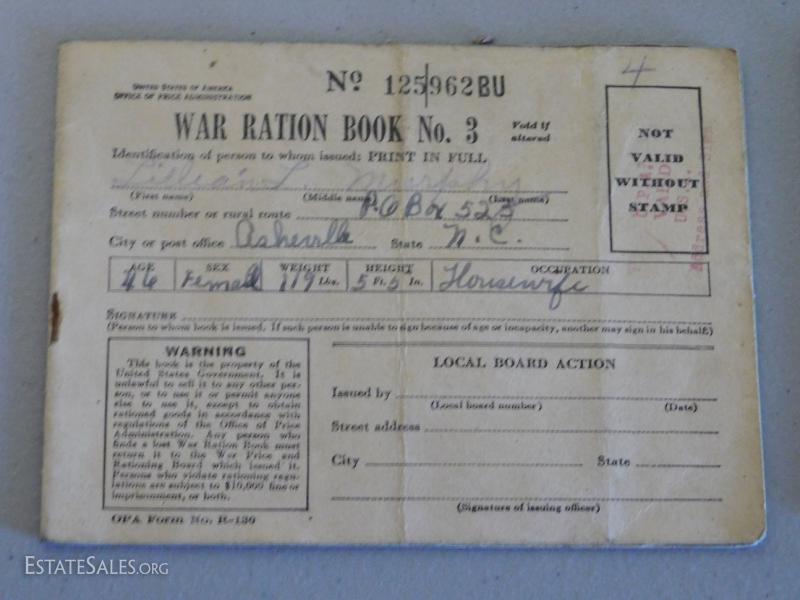 4
UNITED STATES OF AMERICA
OFFICE OF PRICE ADMINISTRATION
No 125962BU
WAR RATION BOOK No. 3
Void if
altered
NOT
VALID
WITHOUT
STAMP
Identification of person to whom issued: PRINT IN FULL
Lillian L. Murphy
(First name) (Middle name) (Last name)
Street number or rural route P.O Box 523
City or post office Asheville State N.C.
AGE SEX WEIGHT HEIGHT OCCUPATION
46 Female 119 Lbs. 5 Ft. 5 In. Housewife
SIGNATURE
(Person to whom book is issued. If such person is unable to sign because of age or incapacity, another may sign in his behalf.)
WARNING
This book is the property of the
United States Government. It is
unlawful to sell it to any other per-
son, or to use it or permit anyone
else to use it, except to obtain
rationed goods in accordance with
regulations of the Office of Price
Administration. Any person who
finds a lost War Ration Book must
return it to the War Price and
Rationing Board which issued it.
Persons who violate rationing regu-
lations are subject to $10,000 fine or
imprisonment, or both.
OPA Form No. R-130
LOCAL BOARD ACTION
Issued by
(Local board number) (Date)
Street address
City State
(Signature of issuing officer)
ESTATESALES.ORG